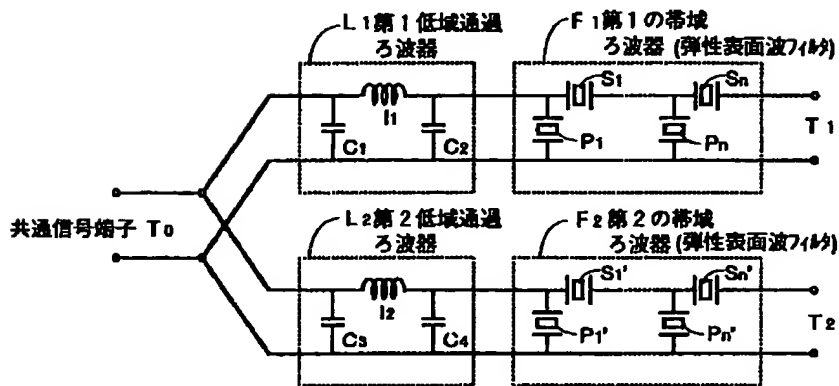 L1第1低域通過
ろ波器
F1第1の帯域
ろ波器(弾性表面波フィルタ)
S1
Sn
I1
C1
C2
P1
Pn
T1
共通信号端子 T0
L2第2低域通過
ろ波器
F2第2の帯域
ろ波器(弾性表面波フィルタ)
S1'
Sn'
I2
C3
C4
P1'
Pn'
T2